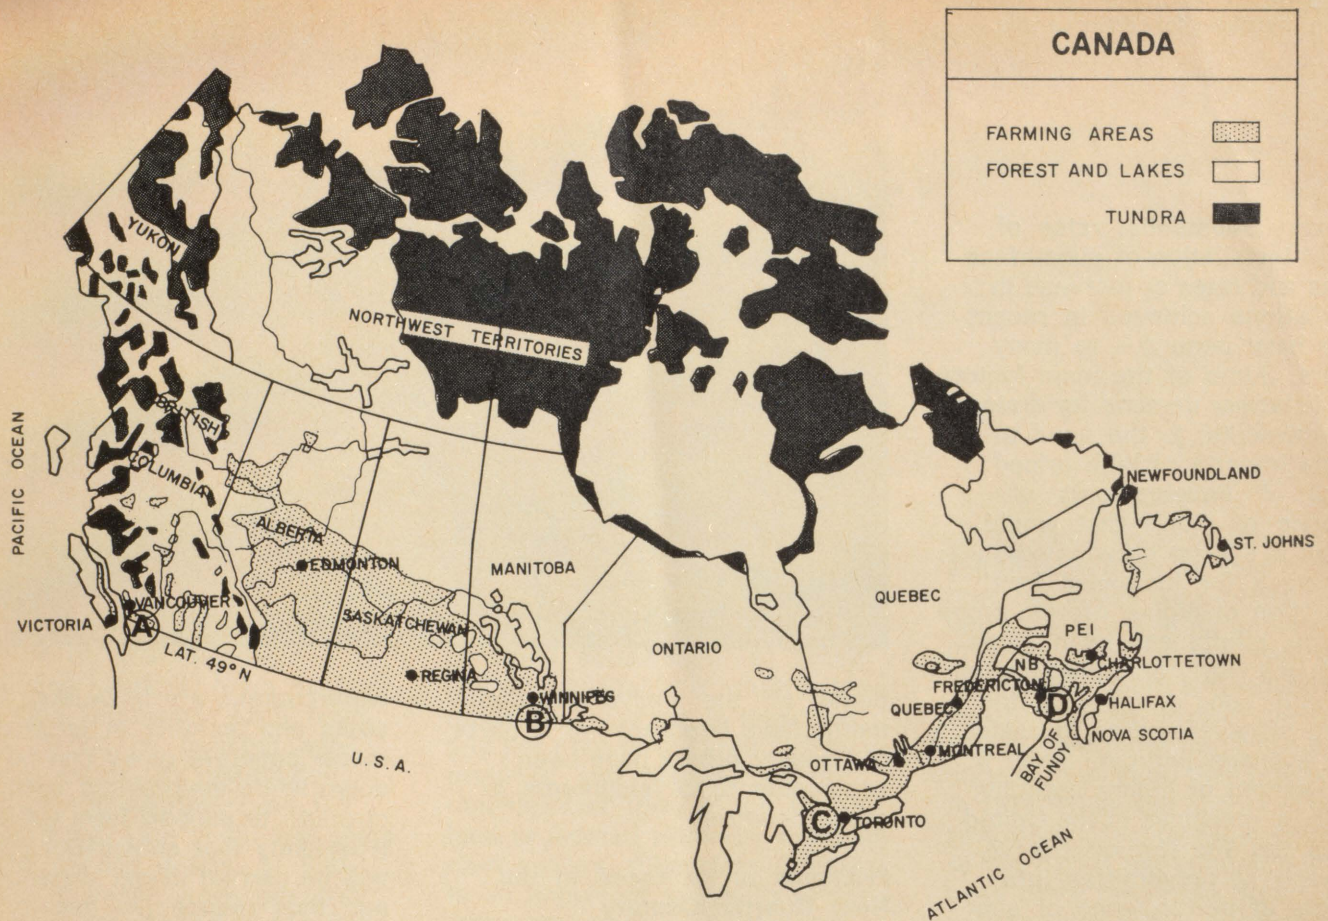 CANADA
FARMING AREAS
FOREST AND LAKES
TUNDRA
YUKON
NORTHWEST TERRITORIES
BRITISH
COLUMBIA
PACIFIC OCEAN
NEWFOUNDLAND
ALBERTA
ST. JOHNS
EDMONTON
MANITOBA
QUEBEC
VANCOUVER
VICTORIA
A
SASKATCHEWAN
PEI
LAT. 49° N
ONTARIO
NB
CHARLOTTETOWN
REGINA
FREDERICTON
WINNIPEG
B
QUEBEC
D
HALIFAX
NOVA SCOTIA
U.S.A.
OTTAWA
MONTREAL
BAY OF
FUNDY
C
TORONTO
ATLANTIC OCEAN